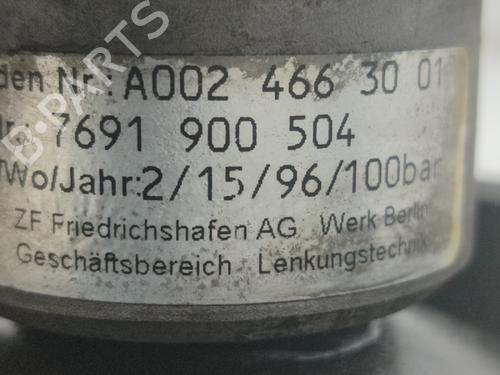 den Nr.: A002 466 30 01
Nr.: 7691 900 504
/Wo/Jahr:2/15/96/100bar
ZF Friedrichshafen AG Werk Berlin
Geschäftsbereich Lenkungstechnik
B-PARTS